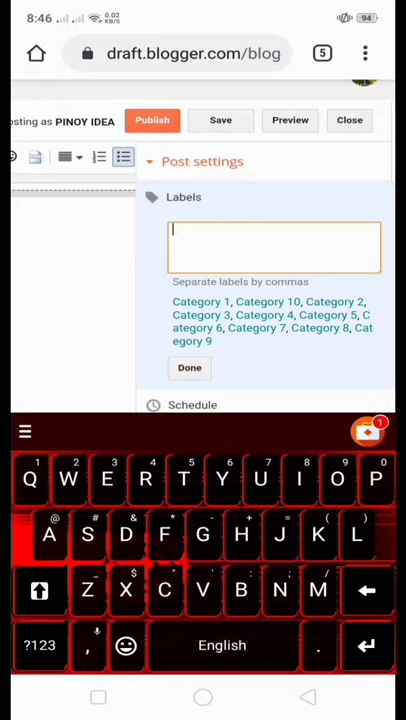 8:46 0.02 KB/S 94
draft.blogger.com/blog 5
osting as PINOY IDEA Publish Save Preview Close
Post settings
Labels
Separate labels by commas
Category 1, Category 10, Category 2,
Category 3, Category 4, Category 5, C
ategory 6, Category 7, Category 8, Cat
egory 9
Done
Schedule
1
1 2 3 4 5 6 7 8 9 0
Q W E R T Y U I O P
@ # & * - + = ( )
A S D F G H J K L
_ $ " ' : ; / 
Z X C V B N M
?123 , English .